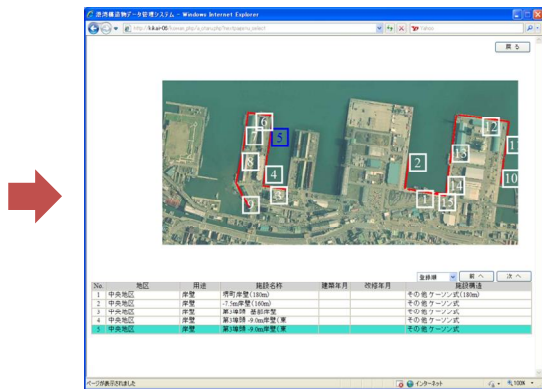 港湾構造物データ管理システム - Windows Internet Explorer
Yahoo
戻る
6
7
5
8
4
2
12
13
11
14
10
1
15
登録順
前へ
次へ
No. 地区 用途 施設名称 建築年月 改修年月 施設構造
1 中央地区 岸壁 堺町岸壁(180m) その他 ケーソン式(180m)
2 中央地区 岸壁 -7.5m岸壁(160m) その他 ケーソン式
3 中央地区 岸壁 第3埠頭 基部岸壁 その他 ケーソン式
4 中央地区 岸壁 第3埠頭 -9.0m岸壁(東 その他 ケーソン式
5 中央地区 岸壁 第3埠頭 -9.0m岸壁(東 その他 ケーソン式
ページが表示されました
インターネット
100%